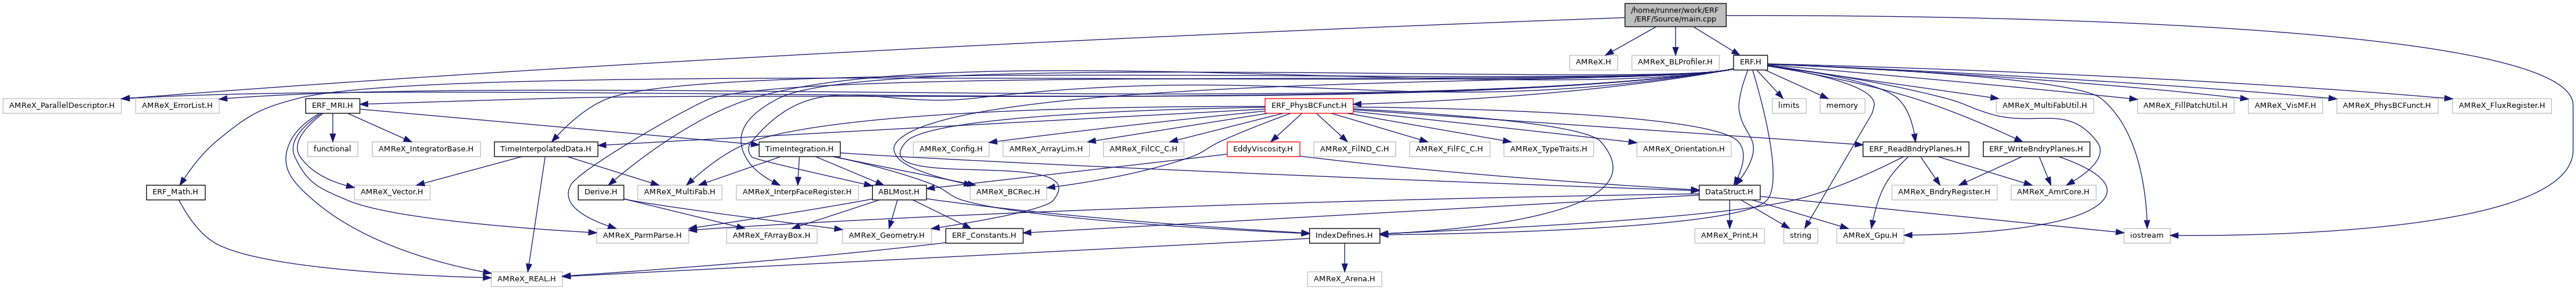 /home/runner/work/ERF
/ERF/Source/main.cpp
AMReX.H
AMReX_BLProfiler.H
ERF.H
AMReX_ParallelDescriptor.H
AMReX_ErrorList.H
ERF_MRI.H
ERF_PhysBCFunct.H
limits
memory
AMReX_MultiFabUtil.H
AMReX_FillPatchUtil.H
AMReX_VisMF.H
AMReX_PhysBCFunct.H
AMReX_FluxRegister.H
functional
AMReX_IntegratorBase.H
TimeInterpolatedData.H
TimeIntegration.H
AMReX_Config.H
AMReX_ArrayLim.H
AMReX_FilCC_C.H
EddyViscosity.H
AMReX_FilND_C.H
AMReX_FilFC_C.H
AMReX_TypeTraits.H
AMReX_Orientation.H
ERF_ReadBndryPlanes.H
ERF_WriteBndryPlanes.H
ERF_Math.H
AMReX_Vector.H
Derive.H
AMReX_MultiFab.H
AMReX_InterpFaceRegister.H
ABLMost.H
AMReX_BCRec.H
DataStruct.H
AMReX_BndryRegister.H
AMReX_AmrCore.H
AMReX_ParmParse.H
AMReX_FArrayBox.H
AMReX_Geometry.H
ERF_Constants.H
IndexDefines.H
AMReX_Print.H
string
AMReX_Gpu.H
iostream
AMReX_REAL.H
AMReX_Arena.H